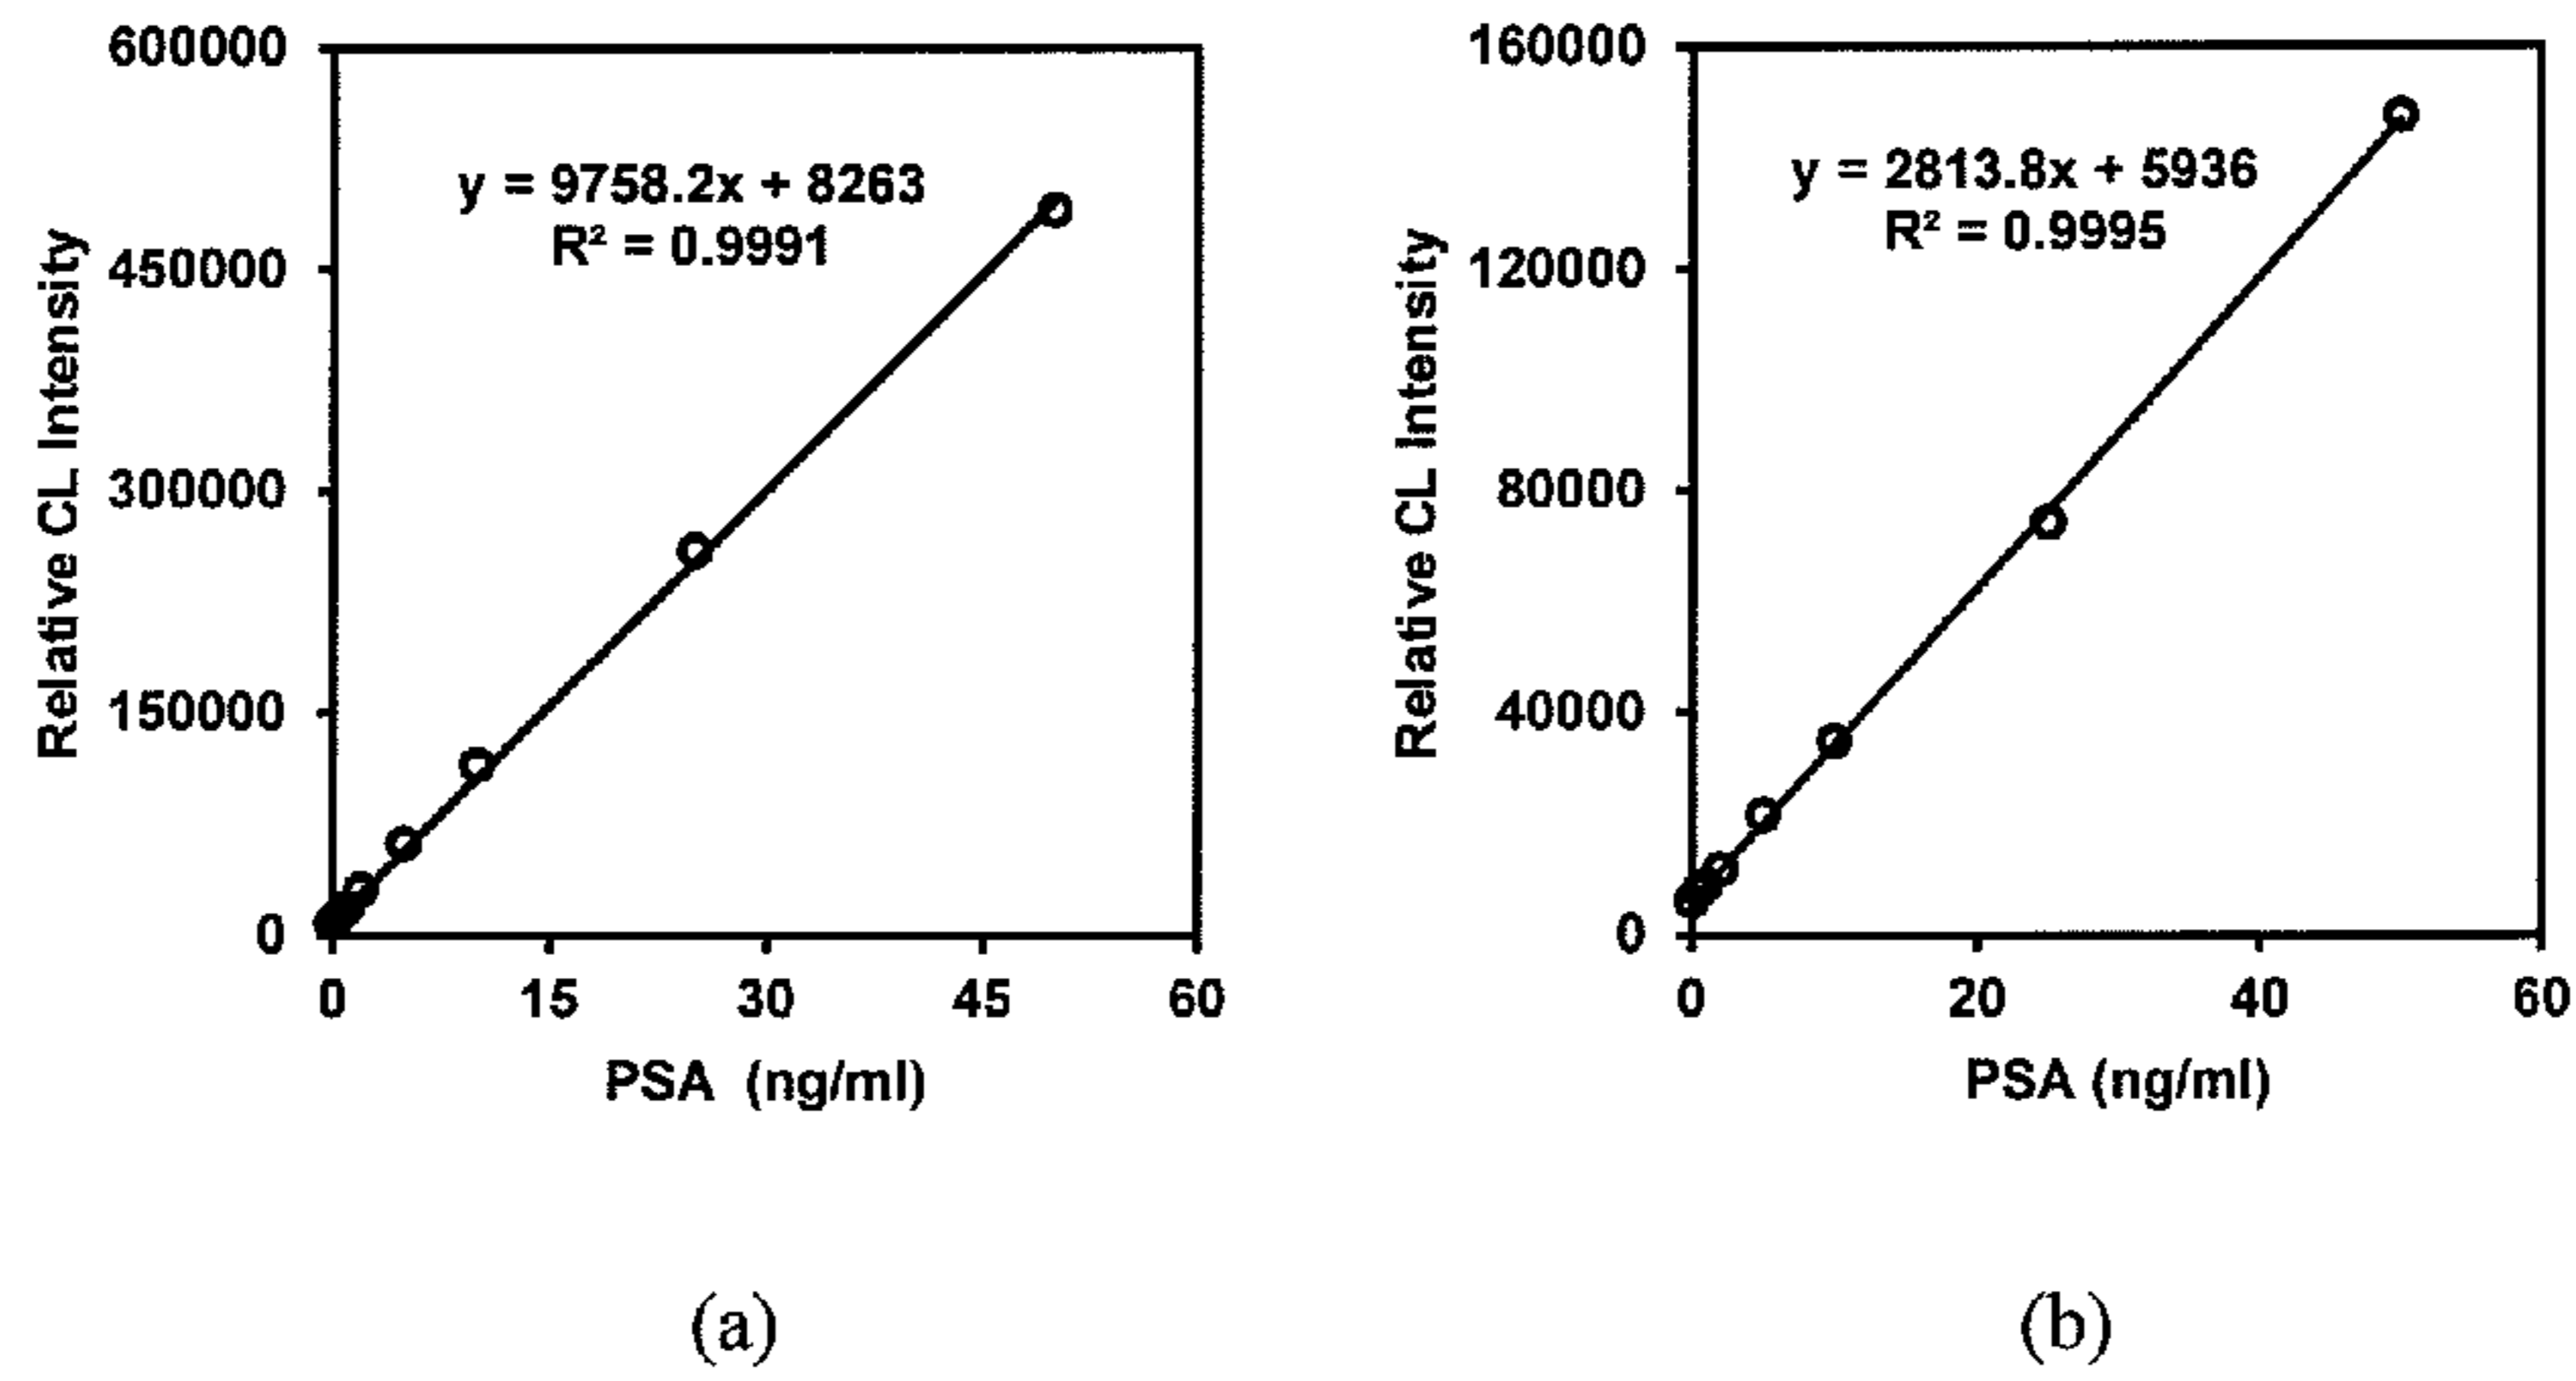 600000
450000
300000
150000
0
Relative CL Intensity
y = 9758.2x + 8263
R² = 0.9991
0 15 30 45 60
PSA (ng/ml)
(a)
160000
120000
80000
40000
0
Relative CL Intensity
y = 2813.8x + 5936
R² = 0.9995
0 20 40 60
PSA (ng/ml)
(b)